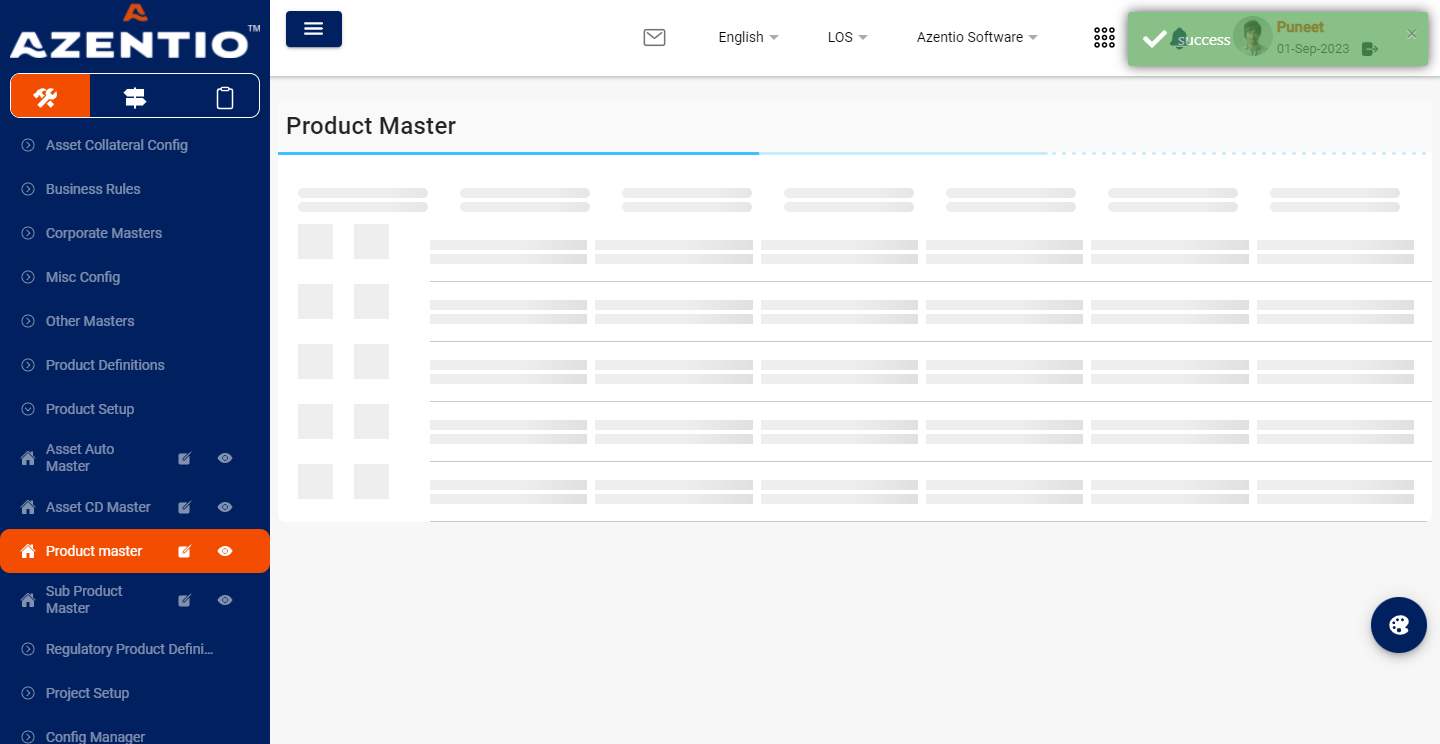 AZENTIO™
English
LOS
Azentio Software
success
Puneet
01-Sep-2023
×
Product Master
Asset Collateral Config
Business Rules
Corporate Masters
Misc Config
Other Masters
Product Definitions
Product Setup
Asset Auto
Master
Asset CD Master
Product master
Sub Product
Master
Regulatory Product Defini...
Project Setup
Config Manager